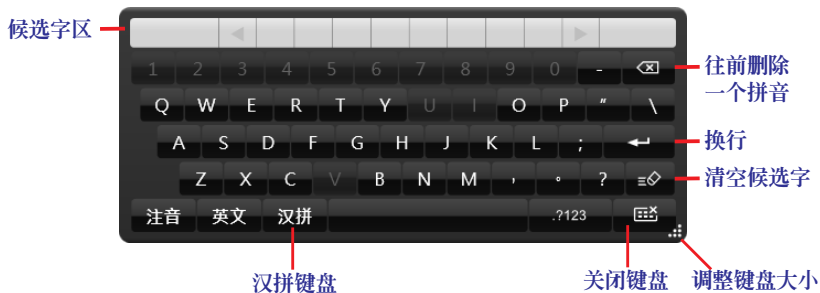 候选字区
1 2 3 4 5 6 7 8 9 0 -
往前删除
一个拼音
Q W E R T Y U I O P " \
A S D F G H J K L ;
换行
Z X C V B N M , 。 ?
清空候选字
注音 英文 汉拼 .?123
汉拼键盘
关闭键盘
调整键盘大小